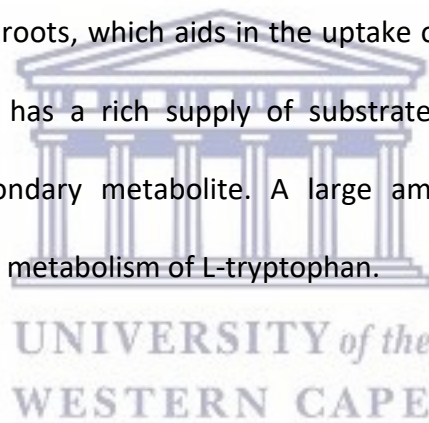 roots, which aids in the uptake
has a rich supply of substrate
ondary metabolite. A large am
metabolism of L-tryptophan.
UNIVERSITY of the
WESTERN CAPE